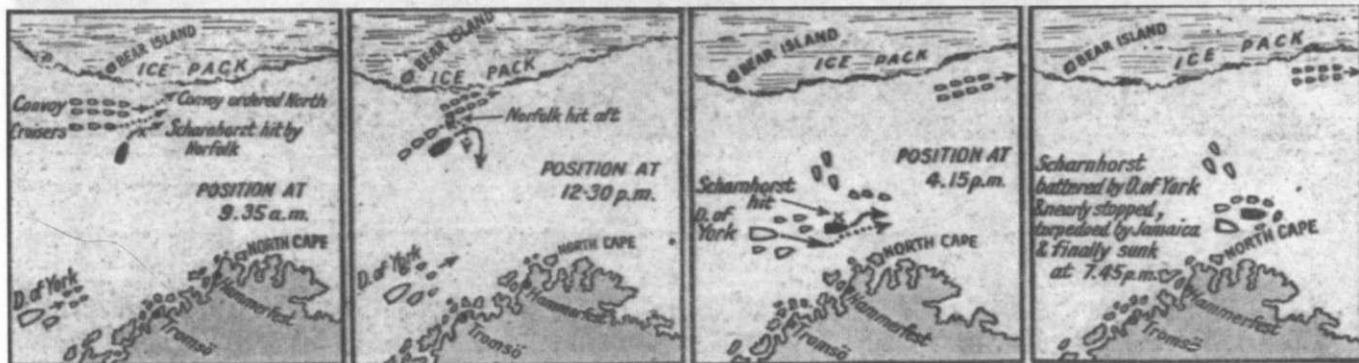 BEAR ISLAND
ICE PACK
Convoy
Convoy ordered North
Cruisers
Scharnhorst hit by
Norfolk
POSITION AT
9.35 a.m.
NORTH CAPE
D. of York
Hammerfest
Tromsö
BEAR ISLAND
ICE PACK
Norfolk hit aft
POSITION AT
12-30 p.m.
NORTH CAPE
D. of York
Hammerfest
Tromsö
BEAR ISLAND
ICE PACK
POSITION AT
4.15 p.m.
Scharnhorst
hit
D. of
York
NORTH CAPE
Hammerfest
Tromsö
BEAR ISLAND
ICE PACK
Scharnhorst
battered by D. of York
& nearly stopped,
torpedoed by Jamaica
& finally sunk
at 7.45 p.m.
NORTH CAPE
Hammerfest
Tromsö